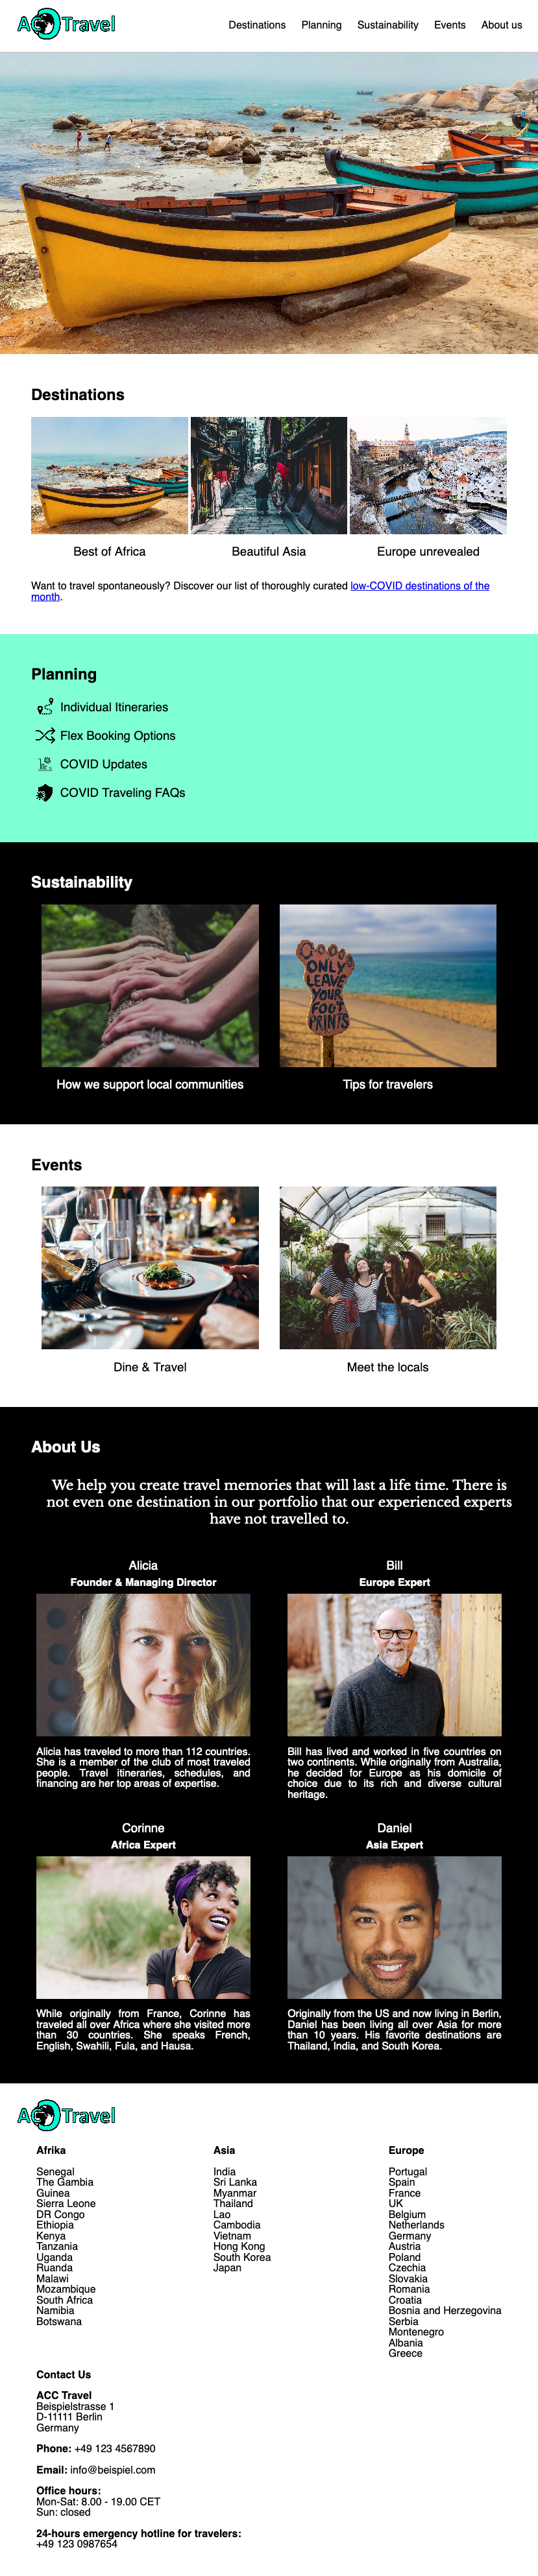 ACC Travel
Destinations Planning Sustainability Events About us
Destinations
Best of Africa
Beautiful Asia
Europe unrevealed
Want to travel spontaneously? Discover our list of thoroughly curated low-COVID destinations of the
month.
Planning
Individual Itineraries
Flex Booking Options
COVID Updates
COVID Traveling FAQs
Sustainability
ONLY
LEAVE
YOUR
FOOT
PRINTS
How we support local communities
Tips for travelers
Events
Dine & Travel
Meet the locals
About Us
We help you create travel memories that will last a life time. There is
not even one destination in our portfolio that our experienced experts
have not travelled to.
Alicia
Founder & Managing Director
Alicia has traveled to more than 112 countries.
She is a member of the club of most traveled
people. Travel itineraries, schedules, and
financing are her top areas of expertise.
Bill
Europe Expert
Bill has lived and worked in five countries on
two continents. While originally from Australia,
he decided for Europe as his domicile of
choice due to its rich and diverse cultural
heritage.
Corinne
Africa Expert
While originally from France, Corinne has
traveled all over Africa where she visited more
than 30 countries. She speaks French,
English, Swahili, Fula, and Hausa.
Daniel
Asia Expert
Originally from the US and now living in Berlin,
Daniel has been living all over Asia for more
than 10 years. His favorite destinations are
Thailand, India, and South Korea.
ACC Travel
Afrika
Senegal
The Gambia
Guinea
Sierra Leone
DR Congo
Ethiopia
Kenya
Tanzania
Uganda
Ruanda
Malawi
Mozambique
South Africa
Namibia
Botswana
Asia
India
Sri Lanka
Myanmar
Thailand
Lao
Cambodia
Vietnam
Hong Kong
South Korea
Japan
Europe
Portugal
Spain
France
UK
Belgium
Netherlands
Germany
Austria
Poland
Czechia
Slovakia
Romania
Croatia
Bosnia and Herzegovina
Serbia
Montenegro
Albania
Greece
Contact Us
ACC Travel
Beispielstrasse 1
D-11111 Berlin
Germany
Phone: +49 123 4567890
Email: info@beispiel.com
Office hours:
Mon-Sat: 8.00 - 19.00 CET
Sun: closed
24-hours emergency hotline for travelers:
+49 123 0987654